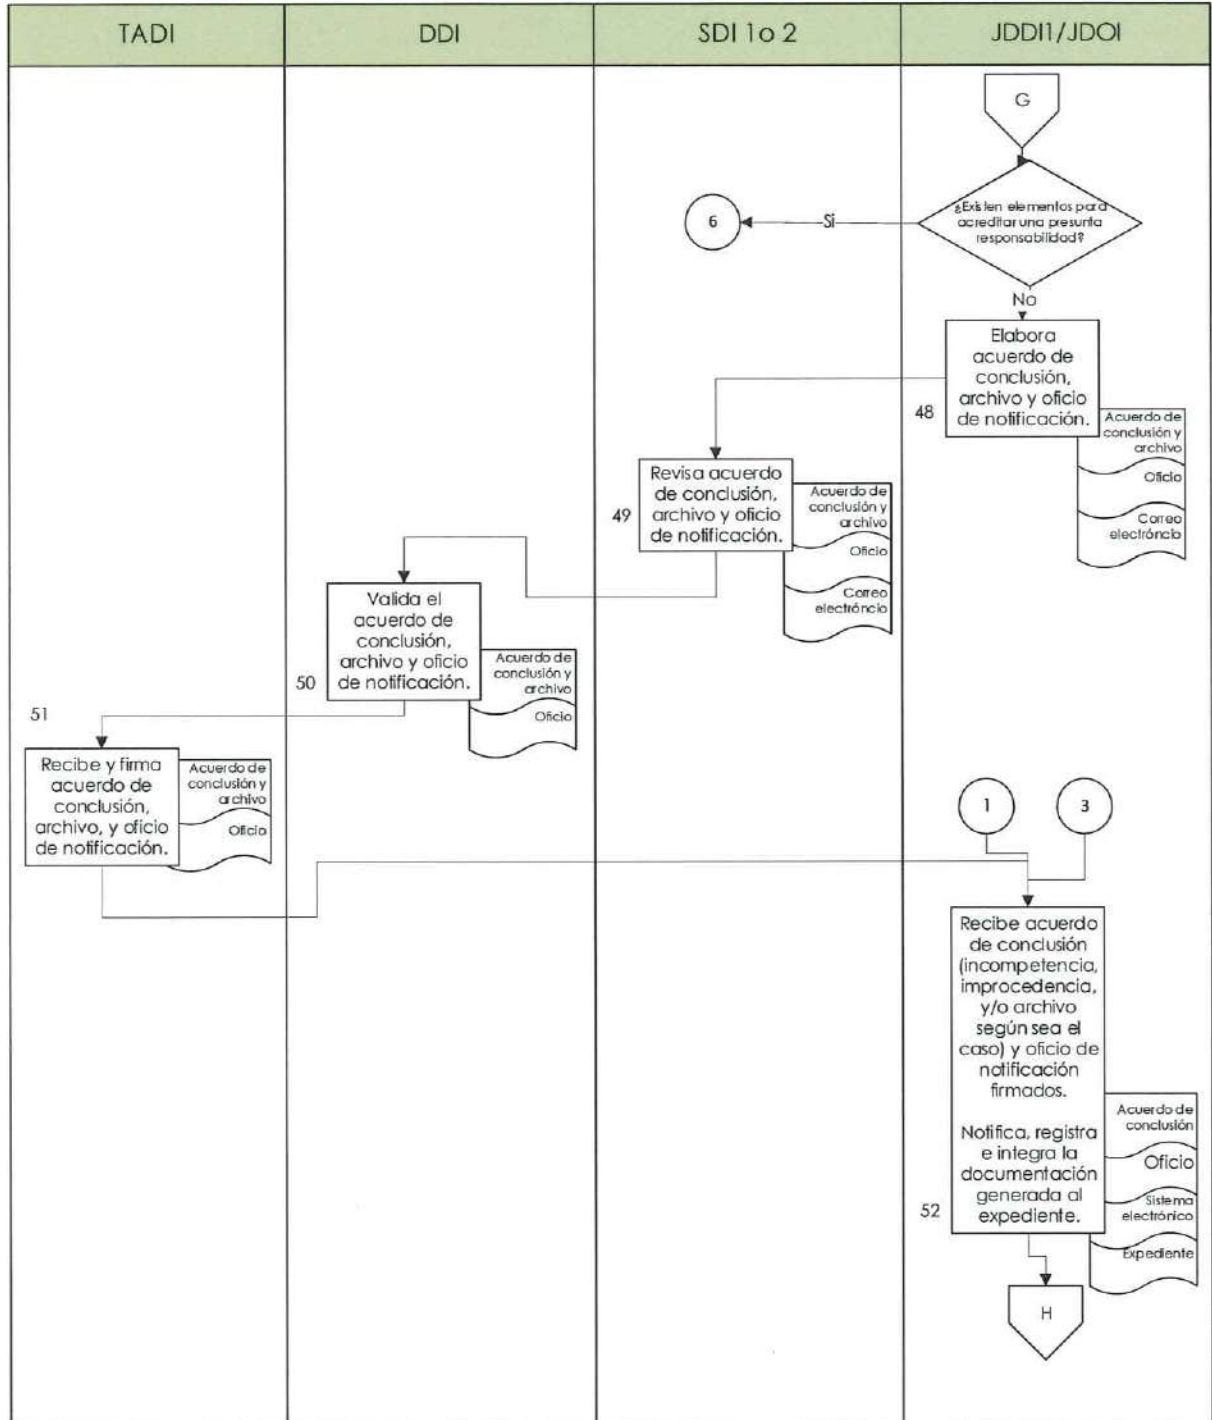 TADI
DDI
SDI 1o 2
JDDI1/JDOI
G
¿Existen elementos para
acreditar una presunta
responsabilidad?
Si
6
No
Elabora
acuerdo de
conclusión,
archivo y oficio
de notificación.
48
Acuerdo de
conclusión y
archivo
Oficio
Correo
electróncio
Revisa acuerdo
de conclusión,
archivo y oficio
de notificación.
49
Acuerdo de
conclusión y
archivo
Oficio
Correo
electróncio
Valida el
acuerdo de
conclusión,
archivo y oficio
de notificación.
50
Acuerdo de
conclusión y
archivo
Oficio
51
Recibe y firma
acuerdo de
conclusión,
archivo, y oficio
de notificación.
Acuerdo de
conclusión y
archivo
Oficio
1
3
Recibe acuerdo
de conclusión
(incompetencia,
improcedencia,
y/o archivo
según sea el
caso) y oficio de
notificación
firmados.
Notifica, registra
e integra la
documentación
generada al
expediente.
52
Acuerdo de
conclusión
Oficio
Sistema
electrónico
Expediente
H